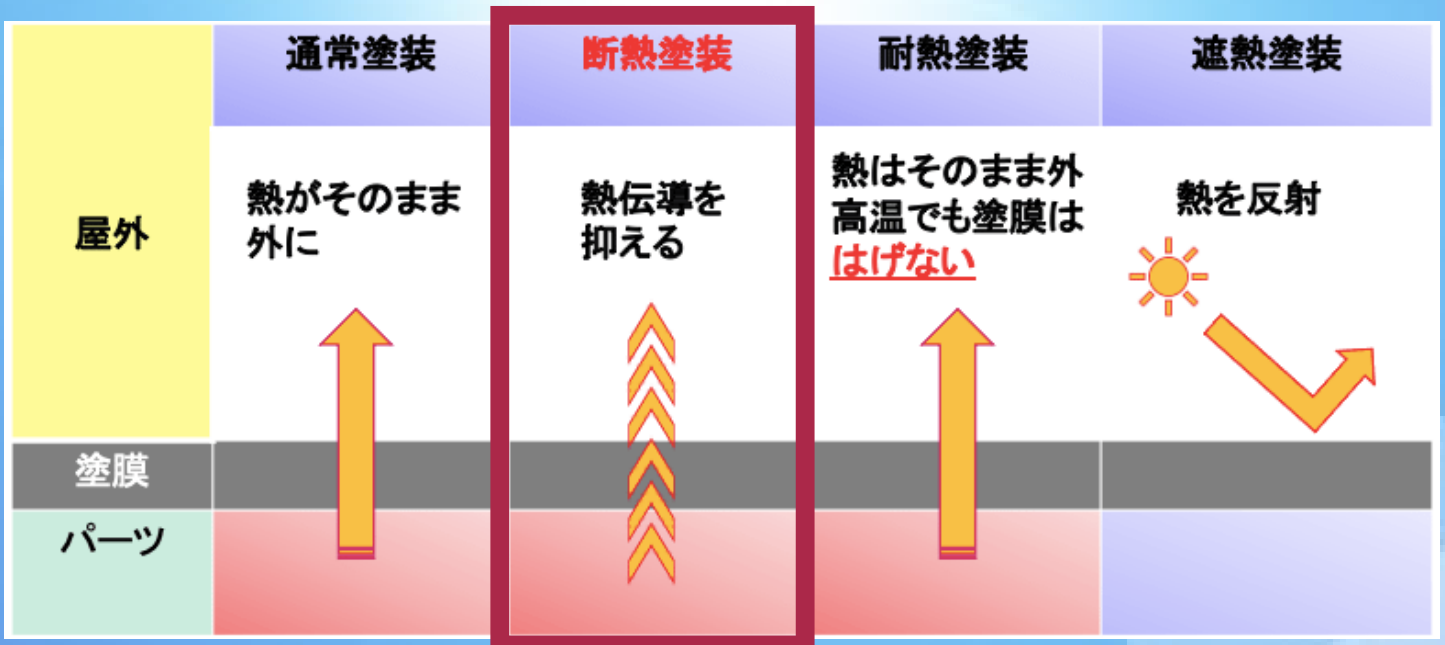 通常塗装
断熱塗装
耐熱塗装
遮熱塗装
屋外
熱がそのまま
外に
熱伝導を
抑える
熱はそのまま外
高温でも塗膜は
はげない
熱を反射
塗膜
パーツ